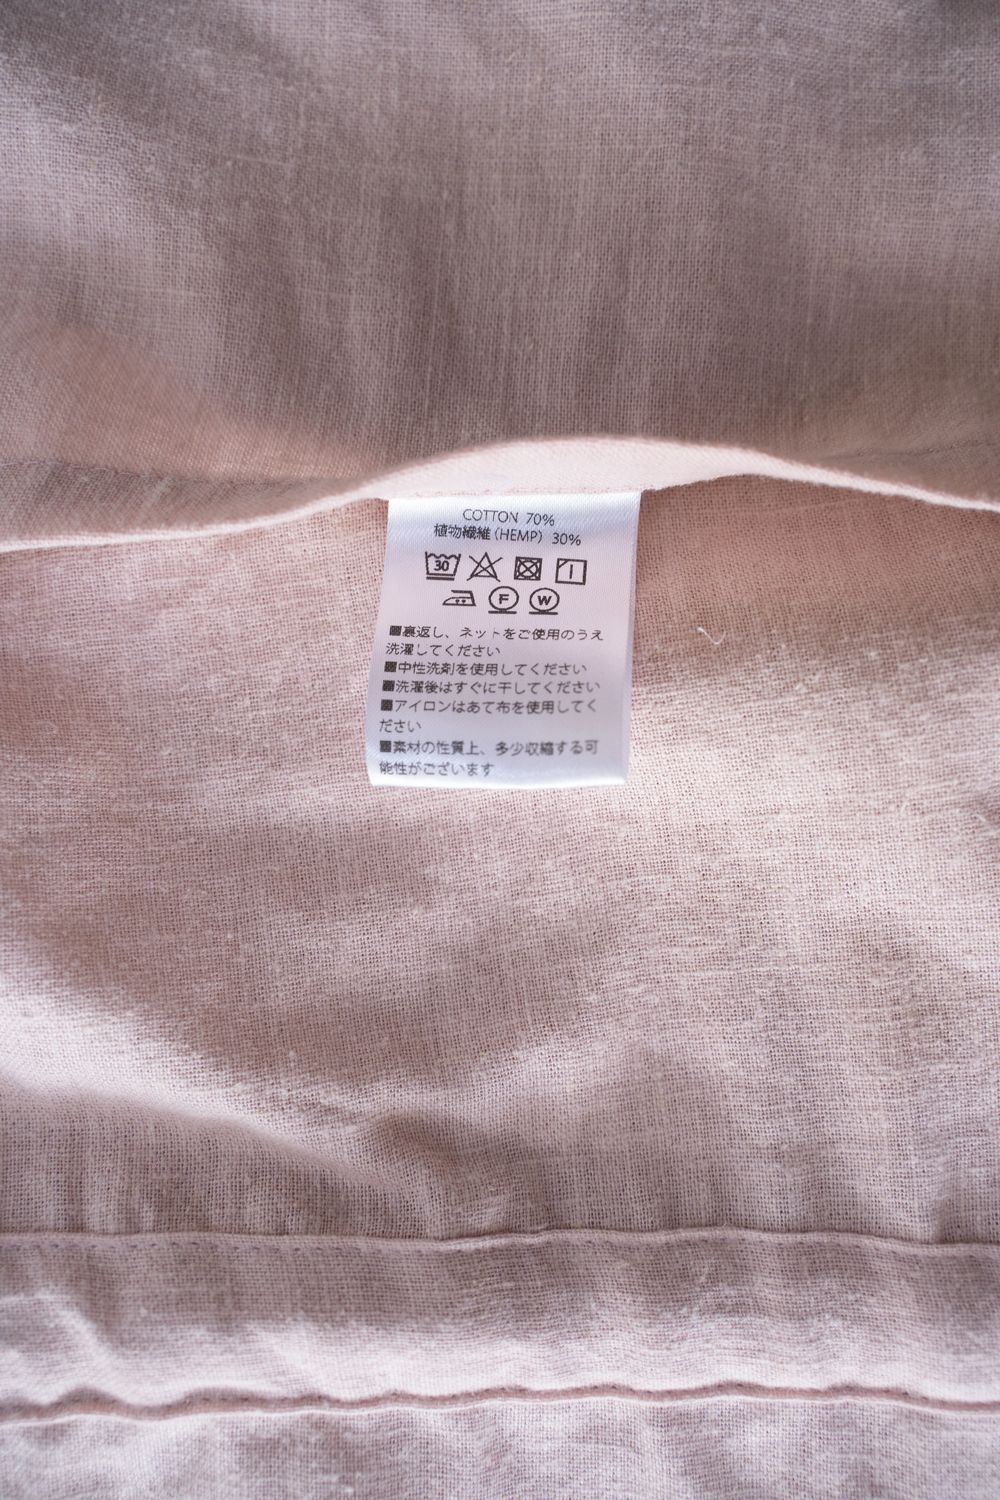 COTTON 70%
植物繊維(HEMP) 30%
30
F W
■裏返し、ネットをご使用のうえ
洗濯してください
■中性洗剤を使用してください
■洗濯後はすぐに干してください
■アイロンはあて布を使用してく
ださい
■素材の性質上、多少収縮する可
能性がございます